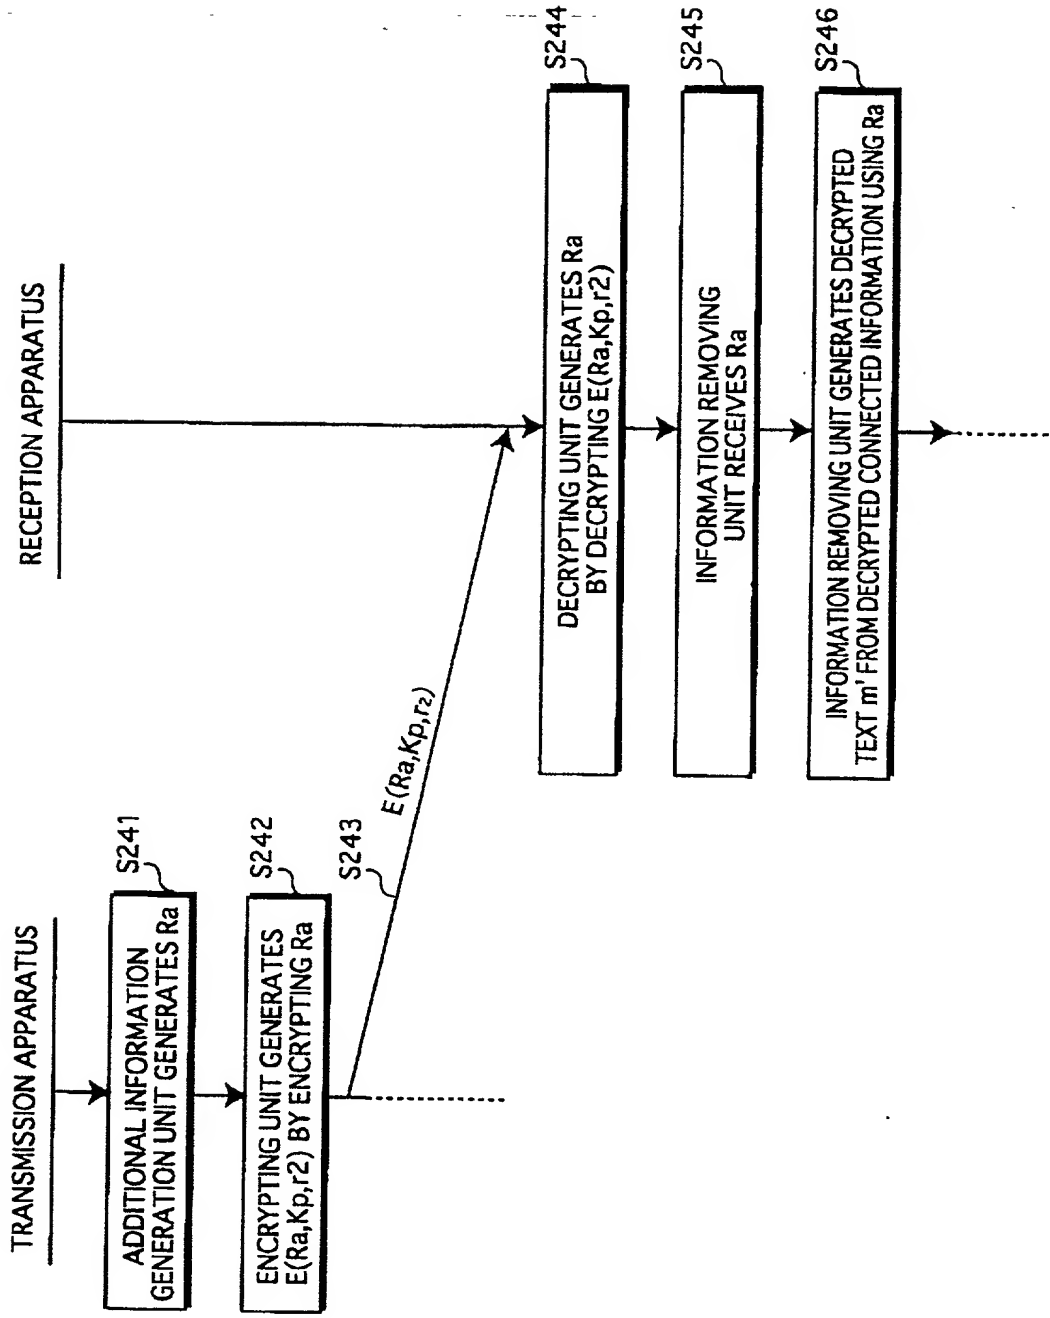 TRANSMISSION APPARATUS
RECEPTION APPARATUS
S241
ADDITIONAL INFORMATION
GENERATION UNIT GENERATES Ra
S242
ENCRYPTING UNIT GENERATES
E(Ra,Kp,r2) BY ENCRYPTING Ra
S243
E(Ra,Kp,r2)
S244
DECRYPTING UNIT GENERATES Ra
BY DECRYPTING E(Ra,Kp,r2)
S245
INFORMATION REMOVING
UNIT RECEIVES Ra
S246
INFORMATION REMOVING UNIT GENERATES DECRYPTED
TEXT m' FROM DECRYPTED CONNECTED INFORMATION USING Ra